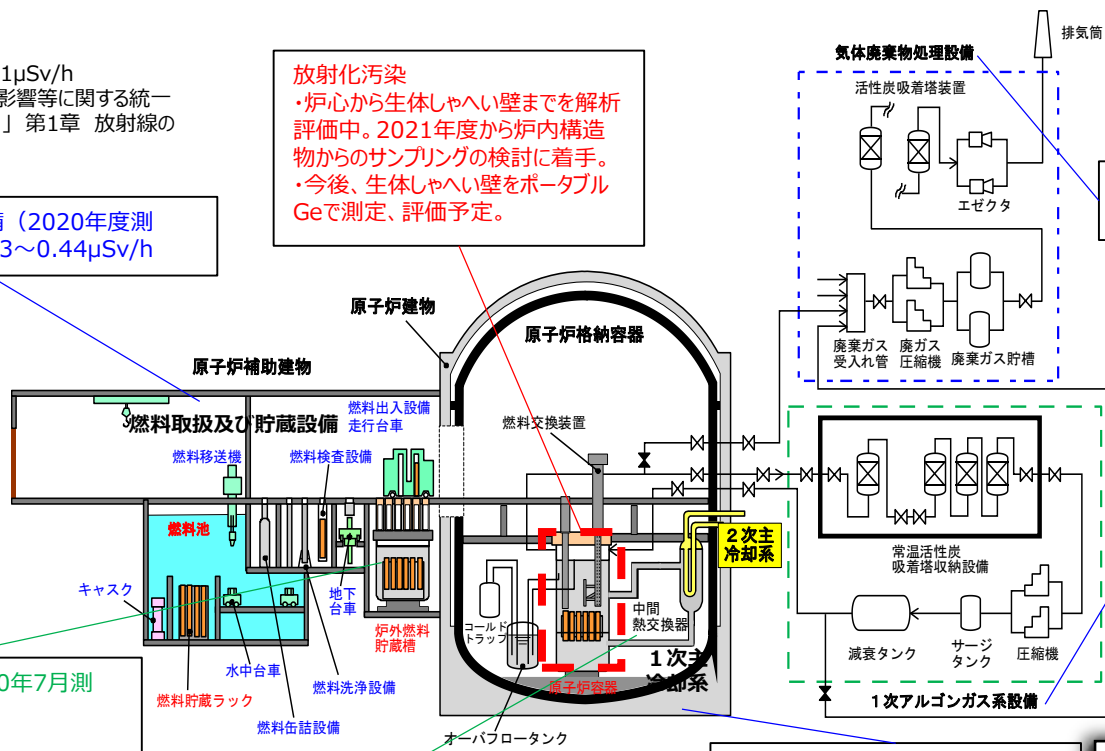 1μSv/h
影響等に関する統一
」第1章 放射線の
放射化汚染
・炉心から生体しゃへい壁までを解析
評価中。2021年度から炉内構造
物からのサンプリングの検討に着手。
・今後、生体しゃへい壁をポータブル
Geで測定、評価予定。
排気筒
気体廃棄物処理設備
活性炭吸着塔装置
エゼクタ
廃棄ガス
受入れ管
廃ガス
圧縮機
廃棄ガス貯槽
(2020年度測
3～0.44μSv/h
原子炉建物
原子炉格納容器
原子炉補助建物
燃料取扱及び貯蔵設備
燃料出入設備
走行台車
燃料移送機
燃料検査設備
燃料交換装置
燃料池
2次主
冷却系
常温活性炭
吸着塔収納設備
キャスク
地下
台車
炉外燃料
貯蔵槽
コールド
トラップ
中間
熱交換器
減衰タンク
サージ
タンク
圧縮機
1次主
冷却系
0年7月測
水中台車
燃料洗浄設備
原子炉容器
1次アルゴンガス系設備
燃料貯蔵ラック
燃料缶詰設備
オーバフロータンク